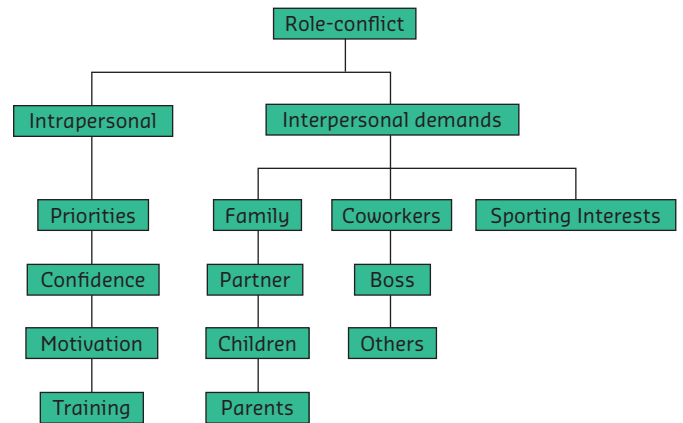 Role-conflict
Intrapersonal
Interpersonal demands
Priorities
Family
Coworkers
Sporting Interests
Confidence
Partner
Boss
Motivation
Children
Others
Training
Parents